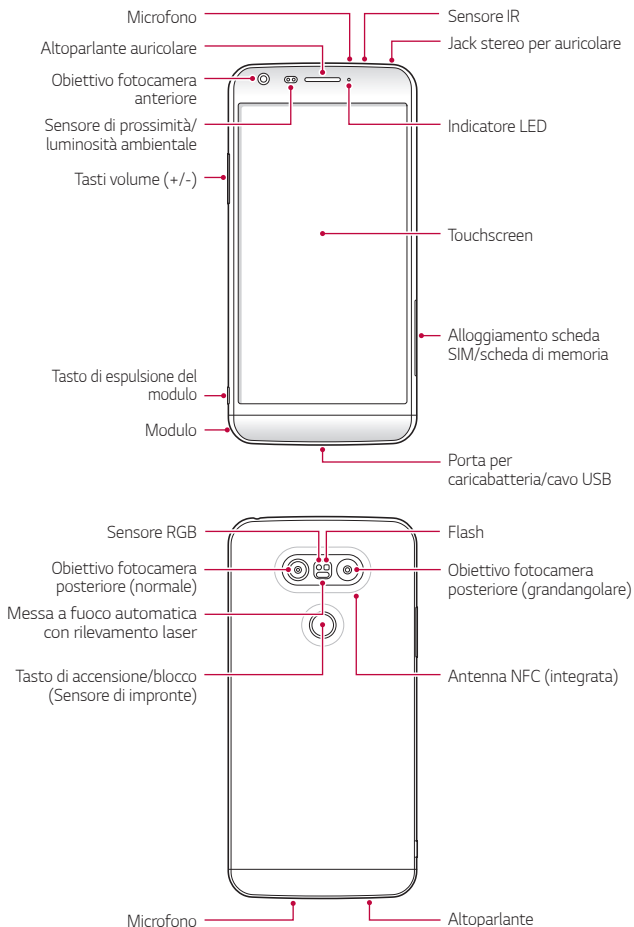 Microfono
Altoparlante auricolare
Obiettivo fotocamera
anteriore
Sensore di prossimità/
luminosità ambientale
Tasti volume (+/-)
Tasto di espulsione del
modulo
Modulo
Sensore IR
Jack stereo per auricolare
Indicatore LED
Touchscreen
Alloggiamento scheda
SIM/scheda di memoria
Porta per
caricabatteria/cavo USB
Sensore RGB
Obiettivo fotocamera
posteriore (normale)
Messa a fuoco automatica
con rilevamento laser
Tasto di accensione/blocco
(Sensore di impronte)
Microfono
Flash
Obiettivo fotocamera
posteriore (grandangolare)
Antenna NFC (integrata)
Altoparlante